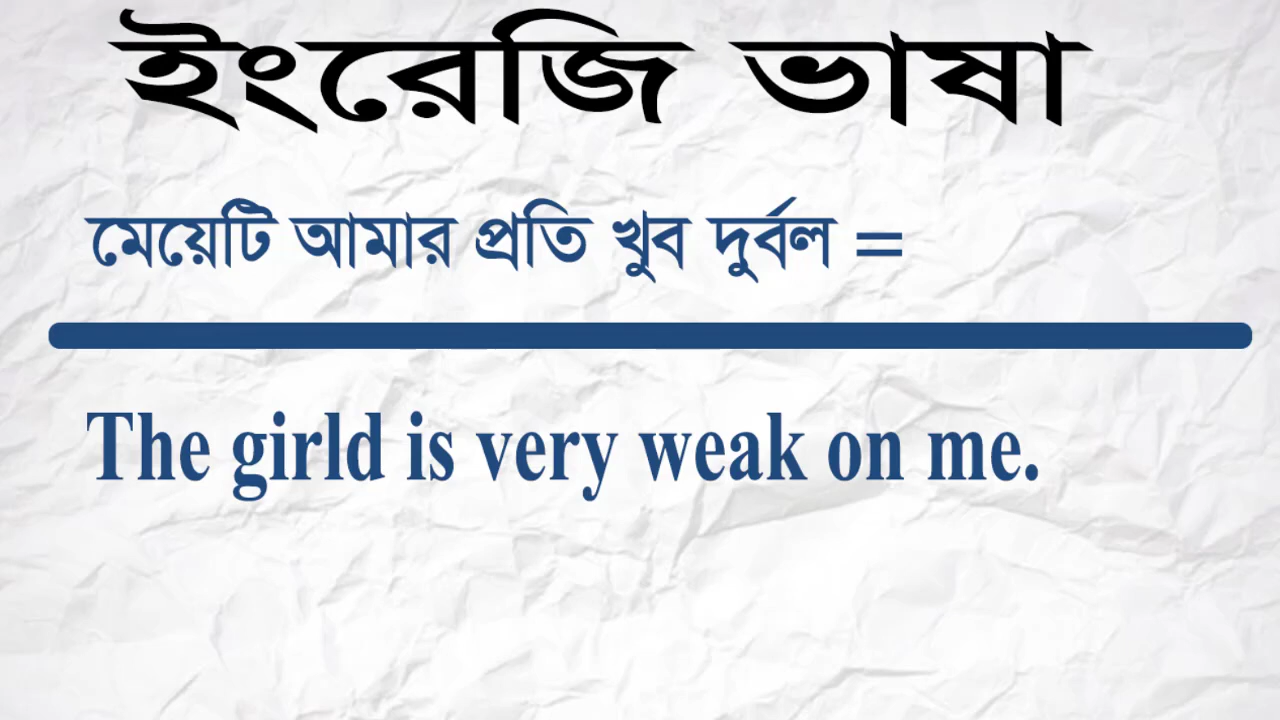 ইংরেজি ভাষা
মেয়েটি আমার প্রতি খুব দুর্বল =
The girld is very weak on me.